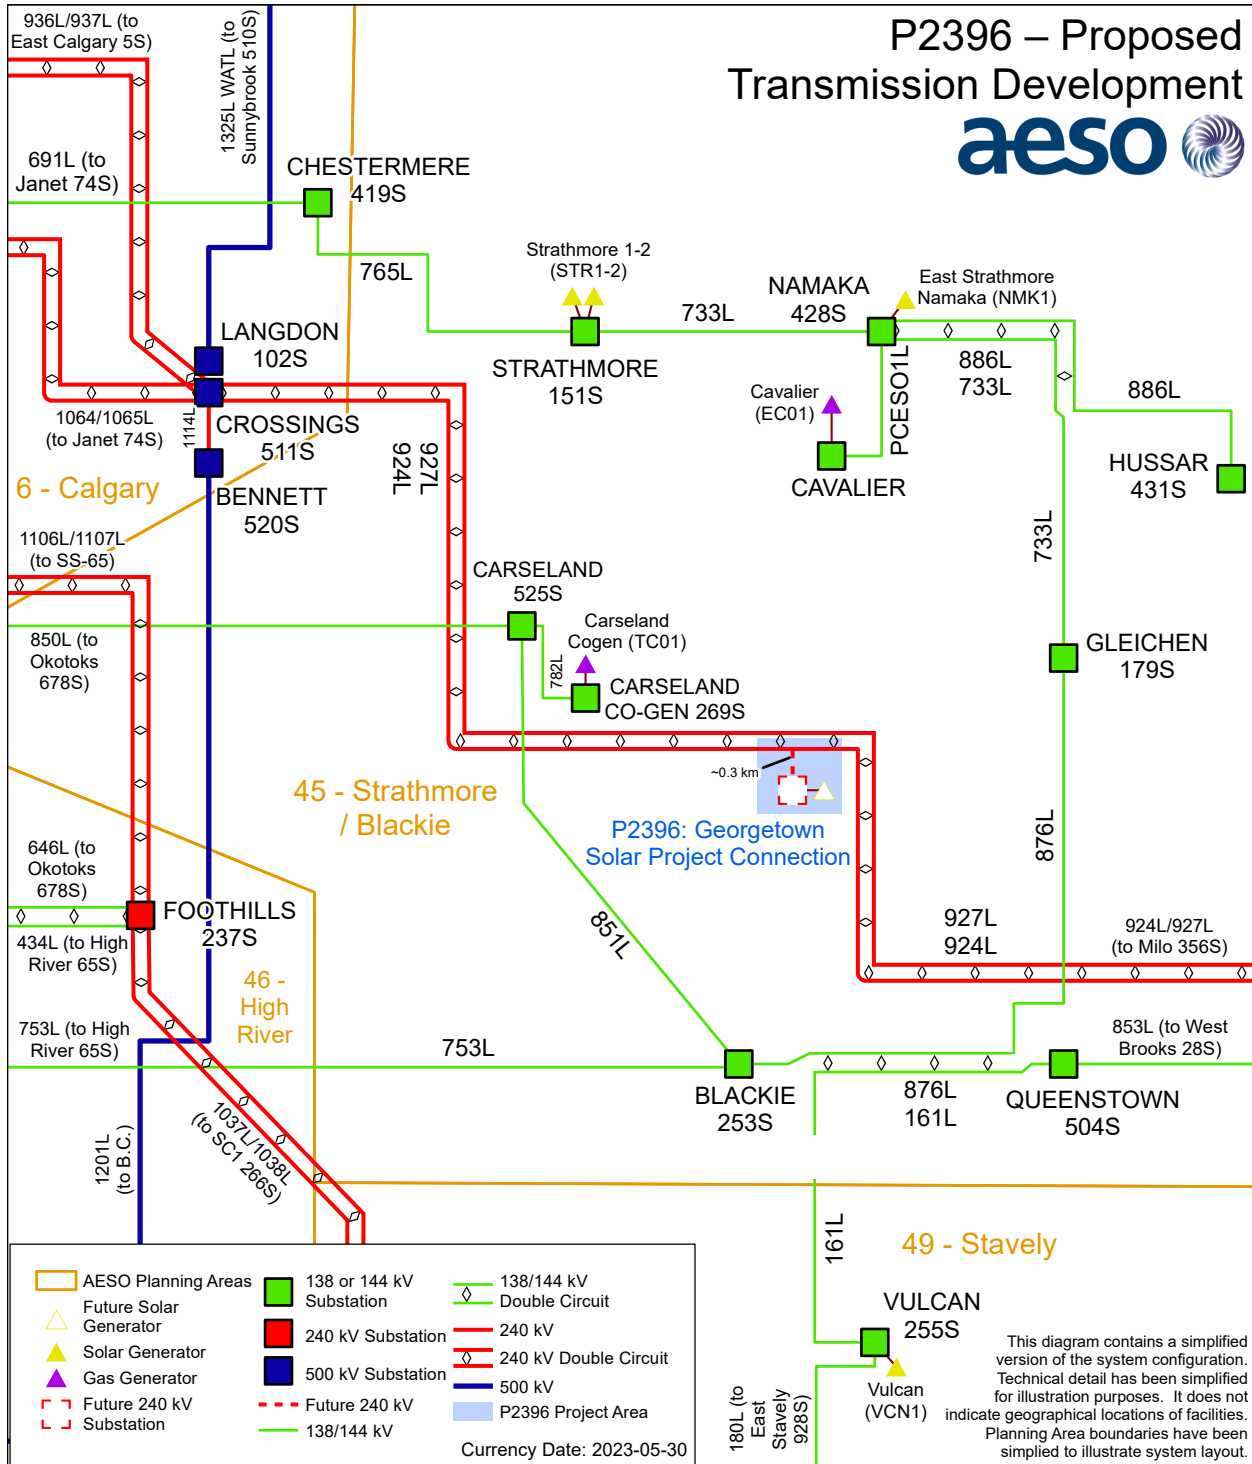 936L/937L (to
East Calgary 5S)
1325L WATL (to
Sunnybrook 510S)
P2396 – Proposed
Transmission Development
aeso
691L (to
Janet 74S)
CHESTERMERE
419S
765L
Strathmore 1-2
(STR1-2)
733L
NAMAKA
428S
East Strathmore
Namaka (NMK1)
LANGDON
102S
STRATHMORE
151S
PCESO1L
886L
733L
886L
Cavalier
(EC01)
1064/1065L
(to Janet 74S)
1114L
CROSSINGS
511S
927L
924L
CAVALIER
HUSSAR
431S
6 - Calgary
BENNETT
520S
1106L/1107L
(to SS-65)
733L
CARSELAND
525S
Carseland
Cogen (TC01)
850L (to
Okotoks
678S)
782L
GLEICHEN
179S
CARSELAND
CO-GEN 269S
~0.3 km
45 - Strathmore
/ Blackie
P2396: Georgetown
Solar Project Connection
876L
646L (to
Okotoks
678S)
FOOTHILLS
237S
851L
927L
924L
924L/927L
(to Milo 356S)
434L (to High
River 65S)
46 -
High
River
753L (to High
River 65S)
753L
853L (to West
Brooks 28S)
BLACKIE
253S
876L
161L
QUEENSTOWN
504S
1037L/1038L
(to SC1 266S)
1201L
(to B.C.)
161L
49 - Stavely
VULCAN
255S
Vulcan
(VCN1)
180L (to
East
Stavely
928S)
AESO Planning Areas
Future Solar
Generator
Solar Generator
Gas Generator
Future 240 kV
Substation
138 or 144 kV
Substation
240 kV Substation
500 kV Substation
Future 240 kV
138/144 kV
138/144 kV
Double Circuit
240 kV
240 kV Double Circuit
500 kV
P2396 Project Area
Currency Date: 2023-05-30
This diagram contains a simplified
version of the system configuration.
Technical detail has been simplified
for illustration purposes.  It does not
indicate geographical locations of facilities.
Planning Area boundaries have been
simplied to illustrate system layout.